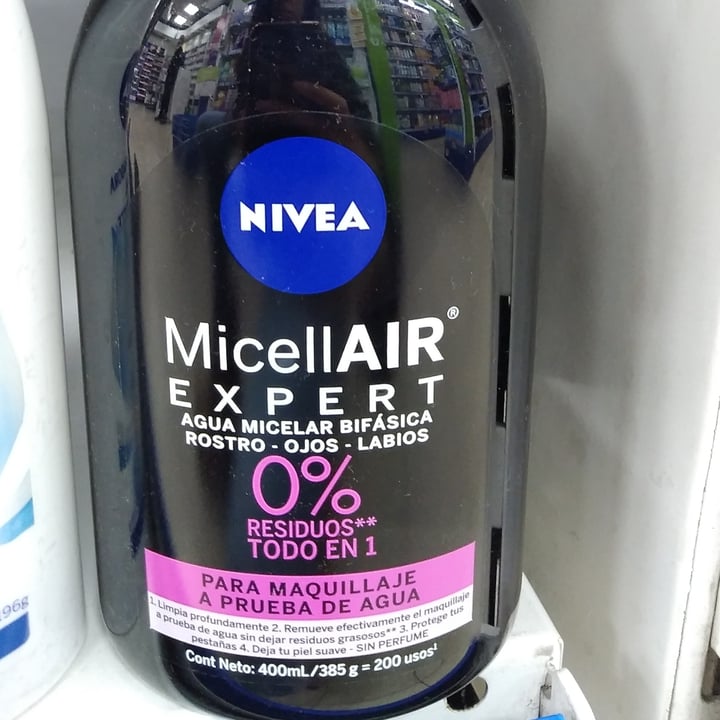 NIVEA
MicellAIR®
EXPERT
AGUA MICELAR BIFÁSICA
ROSTRO - OJOS - LABIOS
0%
RESIDUOS**
TODO EN 1
PARA MAQUILLAJE
A PRUEBA DE AGUA
1. Limpia profundamente 2. Remueve efectivamente el maquillaje
a prueba de agua sin dejar residuos grasosos** 3. Protege tus
pestañas 4. Deja tu piel suave - SIN PERFUME
Cont Neto: 400mL/385 g = 200 usos¹
196g